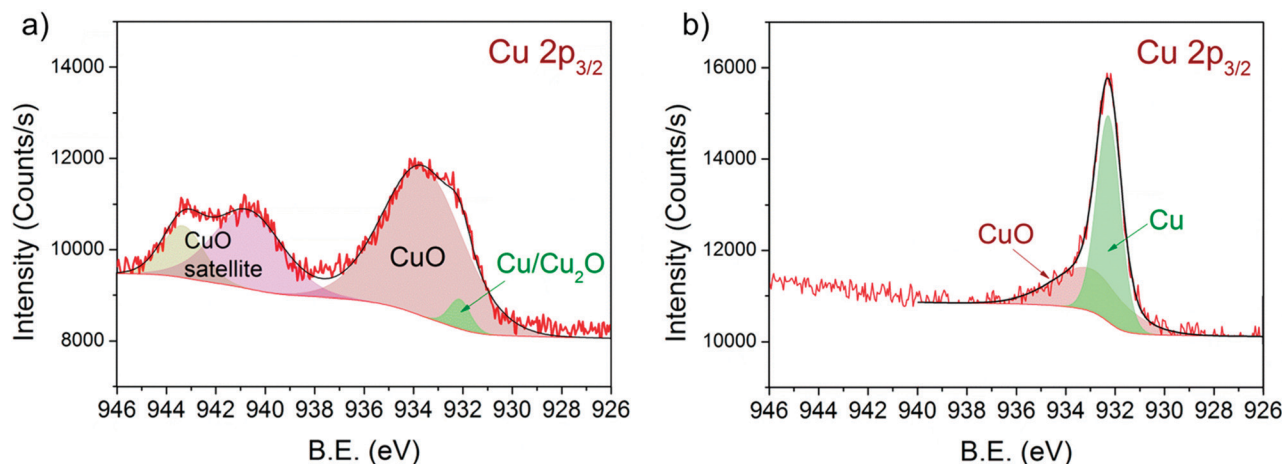 a)
Cu 2p3/2
Intensity (Counts/s)
14000
12000
10000
8000
CuO
satellite
CuO
Cu/Cu2O
946 944 942 940 938 936 934 932 930 928 926
B.E. (eV)
b)
Cu 2p3/2
Intensity (Counts/s)
16000
14000
12000
10000
CuO
Cu
946 944 942 940 938 936 934 932 930 928 926
B.E. (eV)